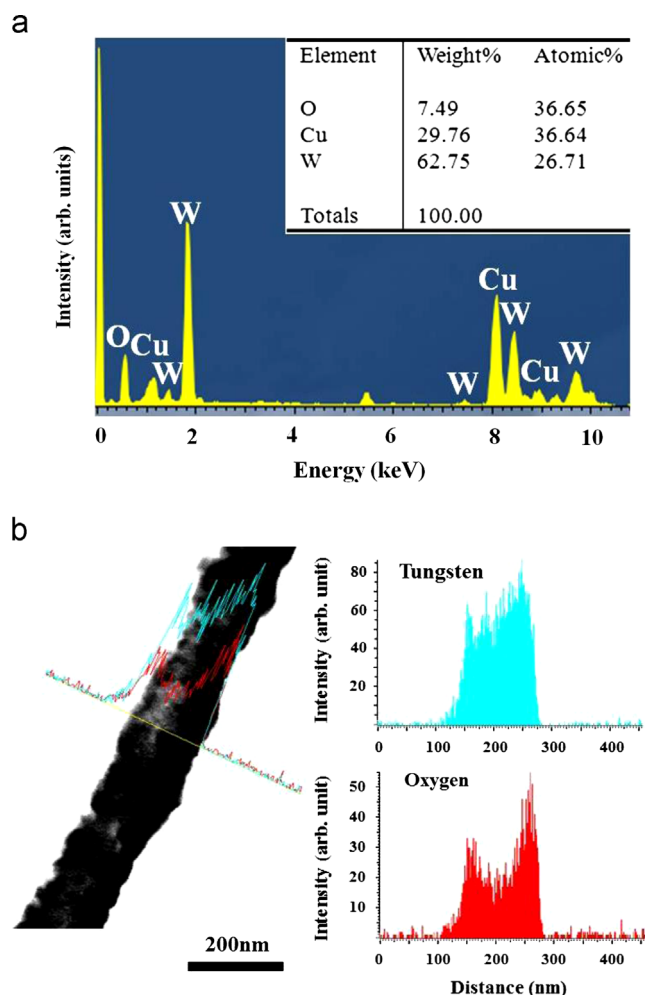 a
Element Weight% Atomic%
O 7.49 36.65
Cu 29.76 36.64
W 62.75 26.71
Totals 100.00
Intensity (arb. units)
W
O Cu W
Cu W
W Cu W
0 2 4 6 8 10
Energy (keV)
b
Tungsten
Intensity (arb. unit)
80
60
40
20
0 100 200 300 400
Oxygen
Intensity (arb. unit)
50
40
30
20
10
0 100 200 300 400
Distance (nm)
200nm